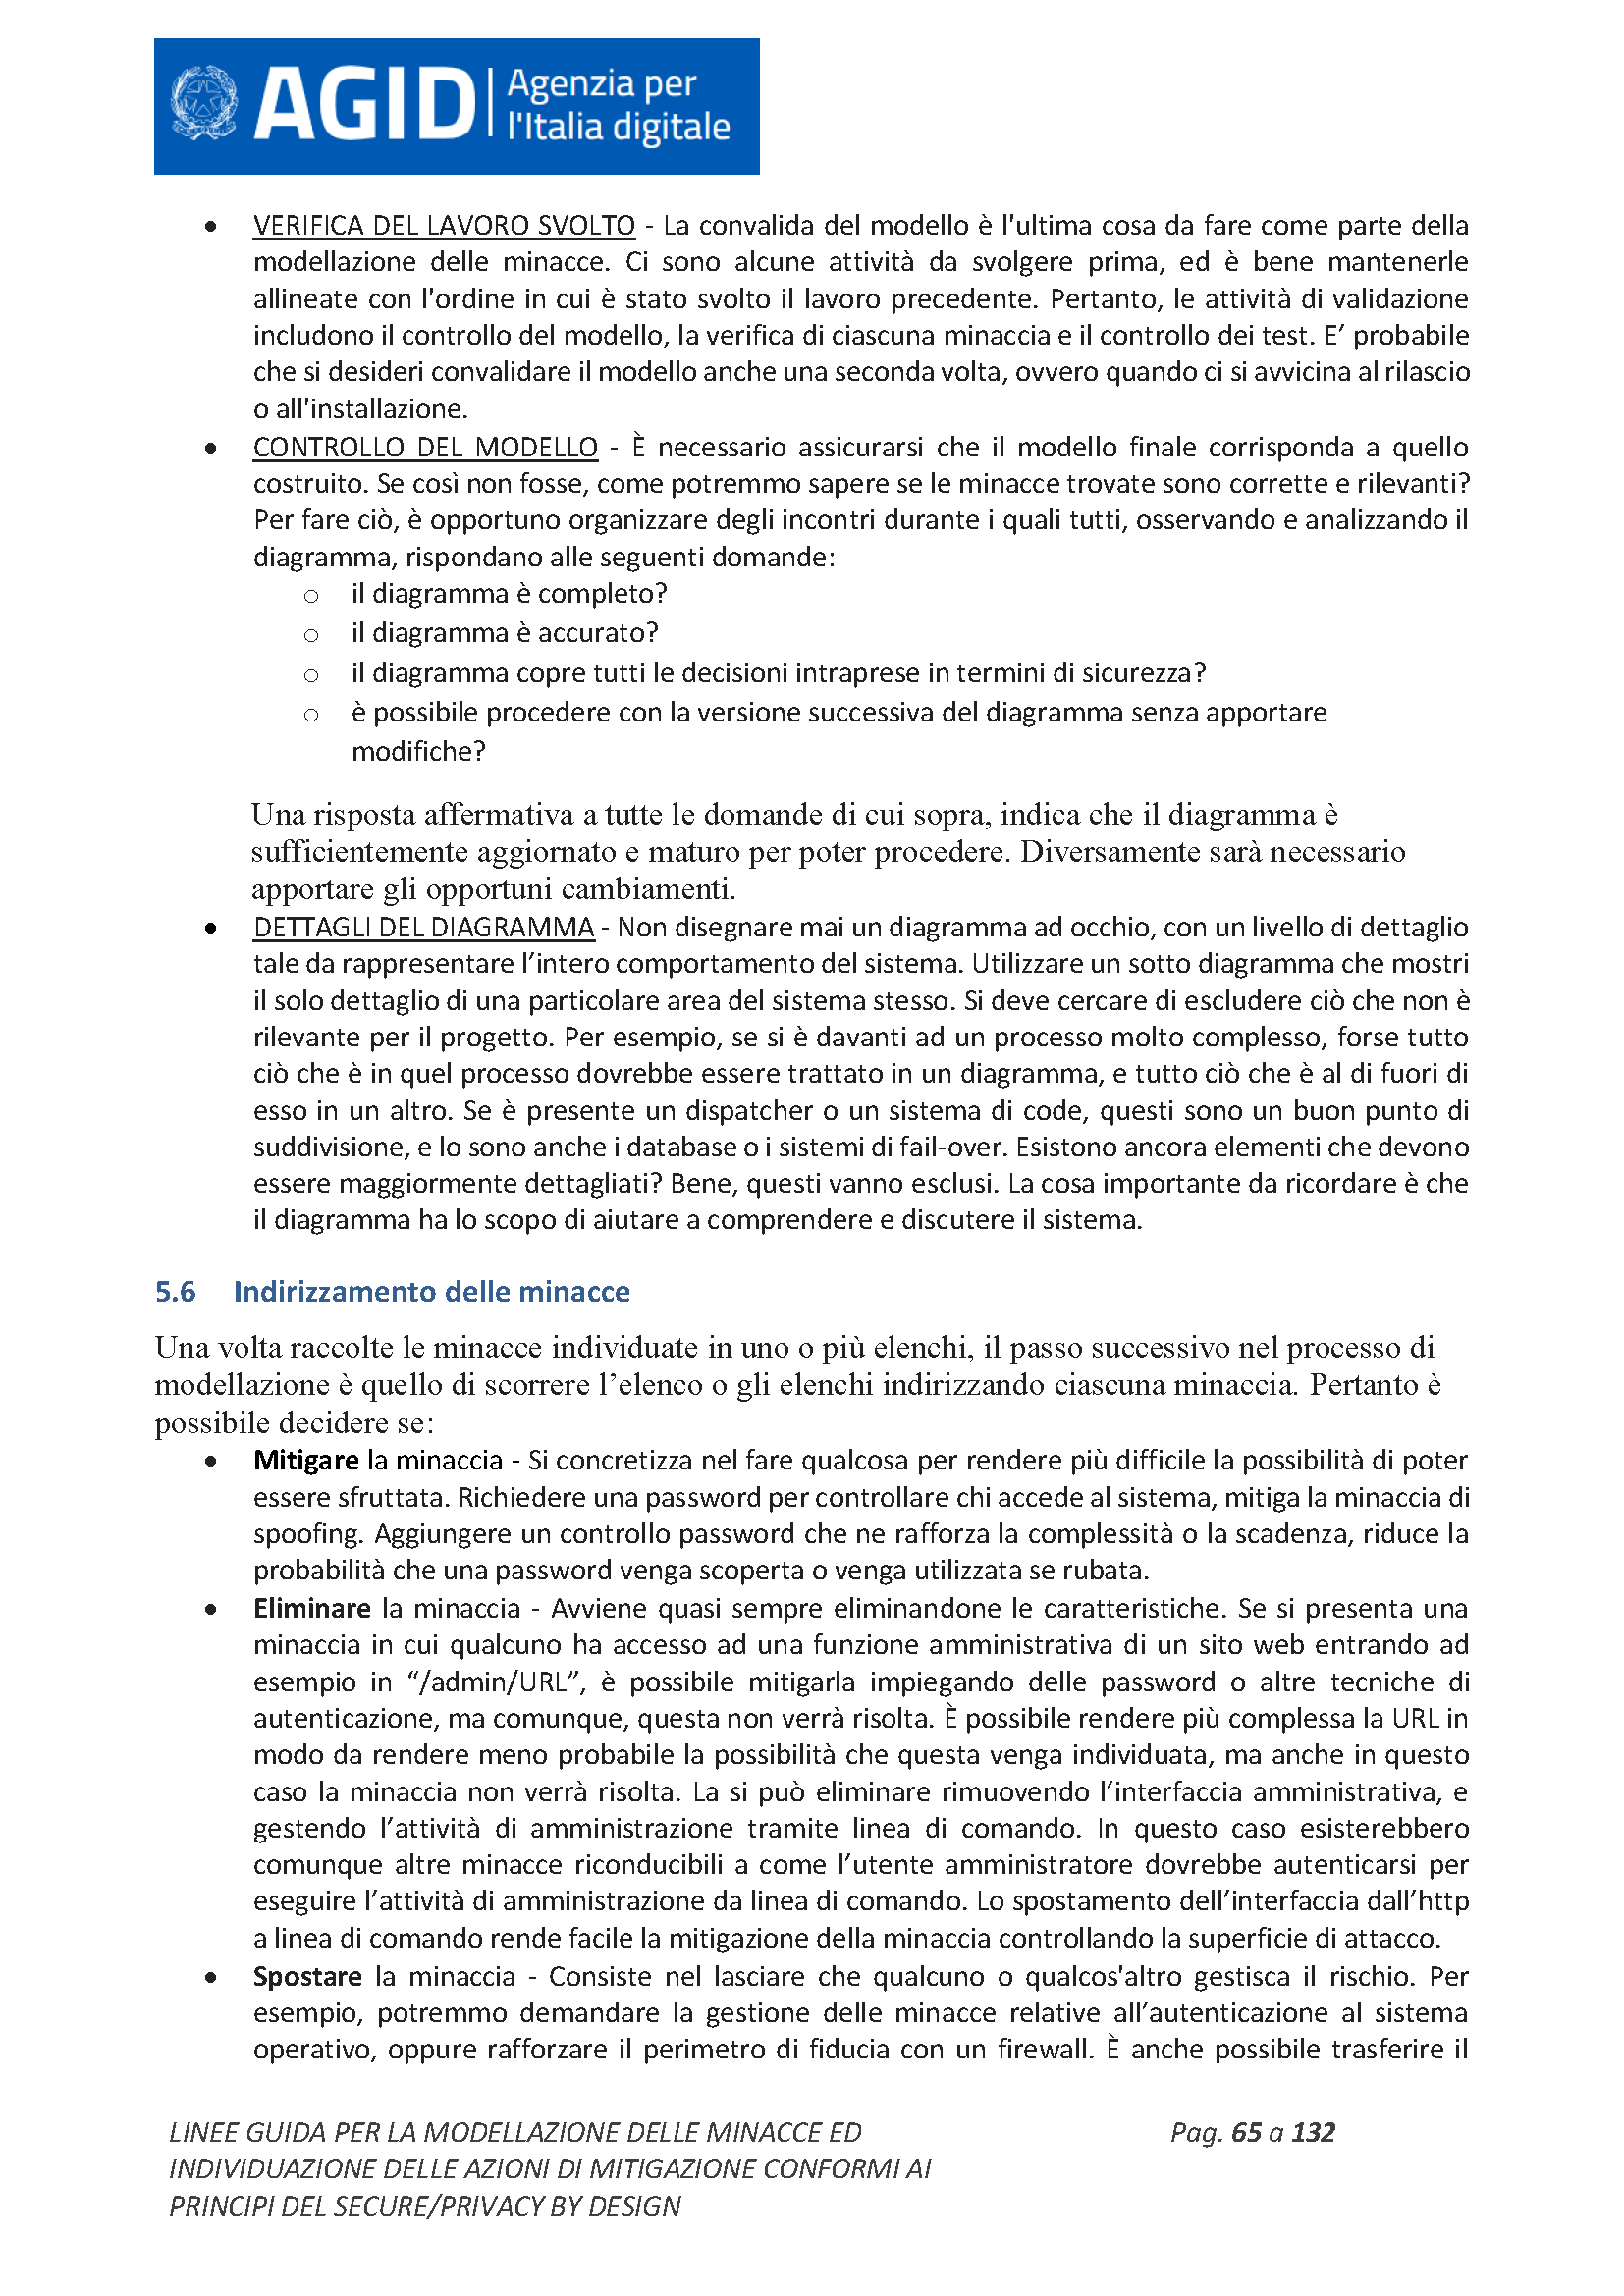 AGID Agenzia per
l'Italia digitale
• VERIFICA DEL LAVORO SVOLTO - La convalida del modello è l'ultima cosa da fare come parte della
modellazione delle minacce. Ci sono alcune attività da svolgere prima, ed è bene mantenerle
allineate con l'ordine in cui è stato svolto il lavoro precedente. Pertanto, le attività di validazione
includono il controllo del modello, la verifica di ciascuna minaccia e il controllo dei test. E’ probabile
che si desideri convalidare il modello anche una seconda volta, ovvero quando ci si avvicina al rilascio
o all'installazione.
• CONTROLLO DEL MODELLO - È necessario assicurarsi che il modello finale corrisponda a quello
costruito. Se così non fosse, come potremmo sapere se le minacce trovate sono corrette e rilevanti?
Per fare ciò, è opportuno organizzare degli incontri durante i quali tutti, osservando e analizzando il
diagramma, rispondano alle seguenti domande:
o il diagramma è completo?
o il diagramma è accurato?
o il diagramma copre tutti le decisioni intraprese in termini di sicurezza?
o è possibile procedere con la versione successiva del diagramma senza apportare
modifiche?
Una risposta affermativa a tutte le domande di cui sopra, indica che il diagramma è
sufficientemente aggiornato e maturo per poter procedere. Diversamente sarà necessario
apportare gli opportuni cambiamenti.
• DETTAGLI DEL DIAGRAMMA - Non disegnare mai un diagramma ad occhio, con un livello di dettaglio
tale da rappresentare l’intero comportamento del sistema. Utilizzare un sotto diagramma che mostri
il solo dettaglio di una particolare area del sistema stesso. Si deve cercare di escludere ciò che non è
rilevante per il progetto. Per esempio, se si è davanti ad un processo molto complesso, forse tutto
ciò che è in quel processo dovrebbe essere trattato in un diagramma, e tutto ciò che è al di fuori di
esso in un altro. Se è presente un dispatcher o un sistema di code, questi sono un buon punto di
suddivisione, e lo sono anche i database o i sistemi di fail-over. Esistono ancora elementi che devono
essere maggiormente dettagliati? Bene, questi vanno esclusi. La cosa importante da ricordare è che
il diagramma ha lo scopo di aiutare a comprendere e discutere il sistema.
5.6 Indirizzamento delle minacce
Una volta raccolte le minacce individuate in uno o più elenchi, il passo successivo nel processo di
modellazione è quello di scorrere l’elenco o gli elenchi indirizzando ciascuna minaccia. Pertanto è
possibile decidere se:
• Mitigare la minaccia - Si concretizza nel fare qualcosa per rendere più difficile la possibilità di poter
essere sfruttata. Richiedere una password per controllare chi accede al sistema, mitiga la minaccia di
spoofing. Aggiungere un controllo password che ne rafforza la complessità o la scadenza, riduce la
probabilità che una password venga scoperta o venga utilizzata se rubata.
• Eliminare la minaccia - Avviene quasi sempre eliminandone le caratteristiche. Se si presenta una
minaccia in cui qualcuno ha accesso ad una funzione amministrativa di un sito web entrando ad
esempio in “/admin/URL”, è possibile mitigarla impiegando delle password o altre tecniche di
autenticazione, ma comunque, questa non verrà risolta. È possibile rendere più complessa la URL in
modo da rendere meno probabile la possibilità che questa venga individuata, ma anche in questo
caso la minaccia non verrà risolta. La si può eliminare rimuovendo l’interfaccia amministrativa, e
gestendo l’attività di amministrazione tramite linea di comando. In questo caso esisterebbero
comunque altre minacce riconducibili a come l’utente amministratore dovrebbe autenticarsi per
eseguire l’attività di amministrazione da linea di comando. Lo spostamento dell’interfaccia dall’http
a linea di comando rende facile la mitigazione della minaccia controllando la superficie di attacco.
• Spostare la minaccia - Consiste nel lasciare che qualcuno o qualcos'altro gestisca il rischio. Per
esempio, potremmo demandare la gestione delle minacce relative all’autenticazione al sistema
operativo, oppure rafforzare il perimetro di fiducia con un firewall. È anche possibile trasferire il
LINEE GUIDA PER LA MODELLAZIONE DELLE MINACCE ED Pag. 65 a 132
INDIVIDUAZIONE DELLE AZIONI DI MITIGAZIONE CONFORMI AI
PRINCIPI DEL SECURE/PRIVACY BY DESIGN